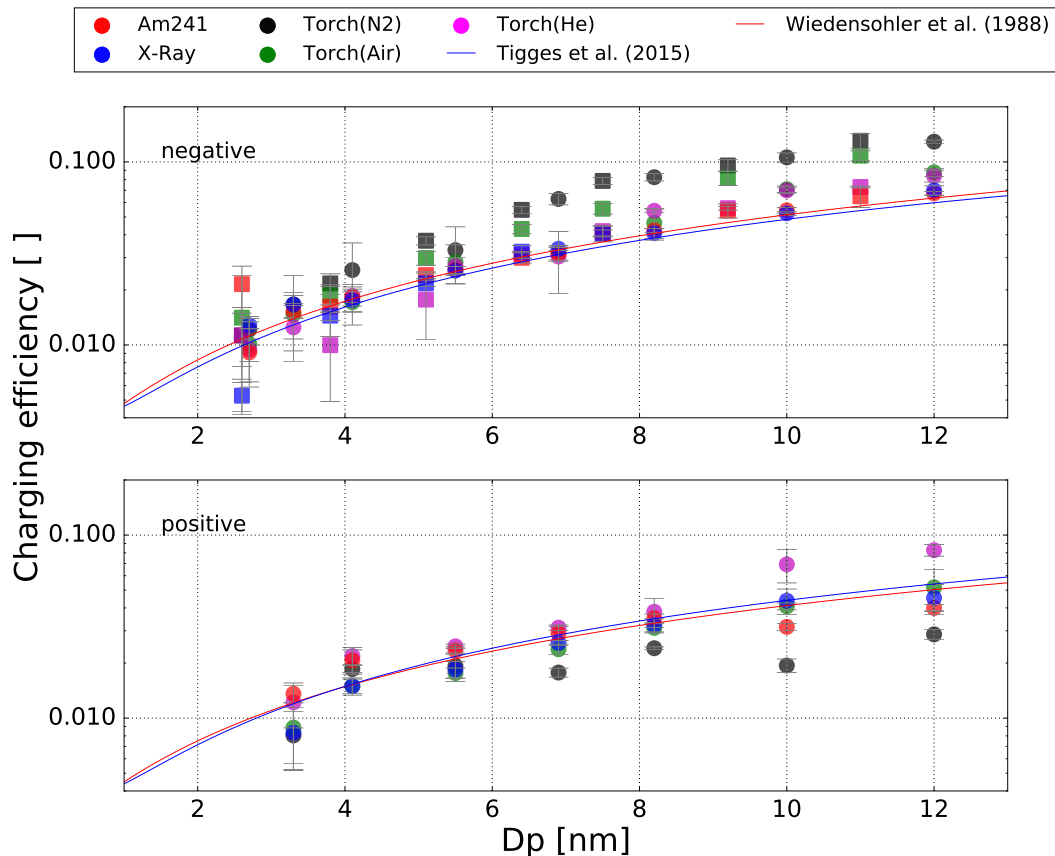 Am241 Torch(N2) Torch(He) Wiedensohler et al. (1988)
X-Ray Torch(Air) Tigges et al. (2015)
negative
0.100
0.010
2 4 6 8 10 12
positive
0.100
0.010
2 4 6 8 10 12
Charging efficiency [ ]
Dp [nm]